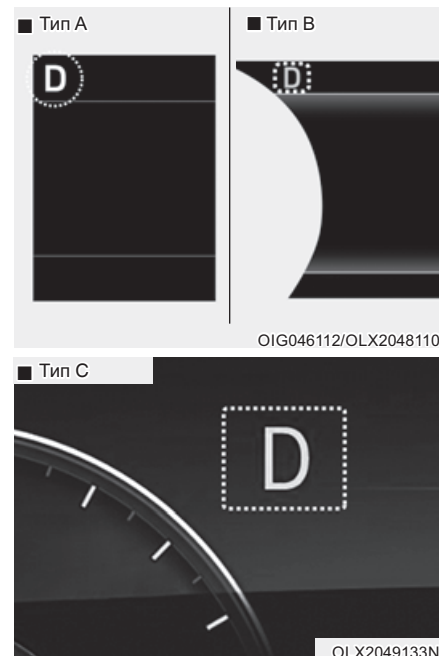 ■ Тип A
■ Тип B
D
D
OIG046112/OLX2048110
■ Тип C
D
OLX2049133N